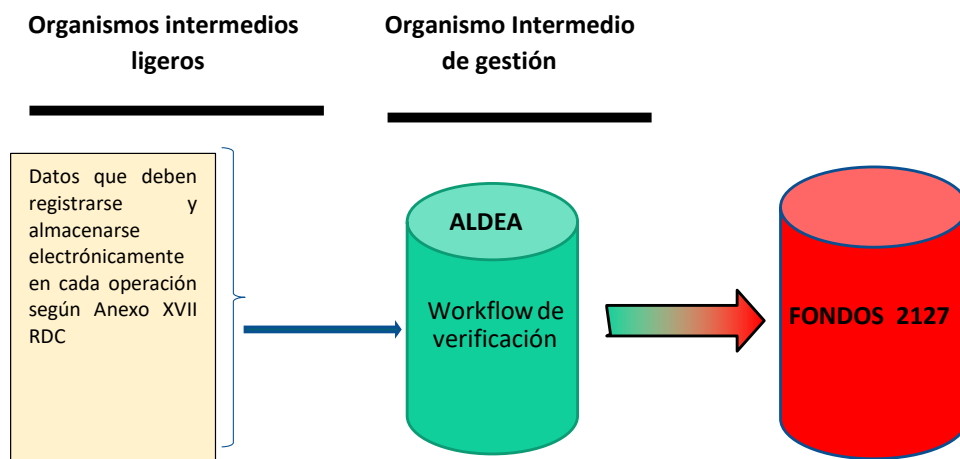 Organismos intermedios
ligeros
Organismo Intermedio
de gestión
Datos que deben
registrarse y
almacenarse
electrónicamente
en cada operación
según Anexo XVII
RDC
ALDEA
Workflow de
verificación
FONDOS 2127